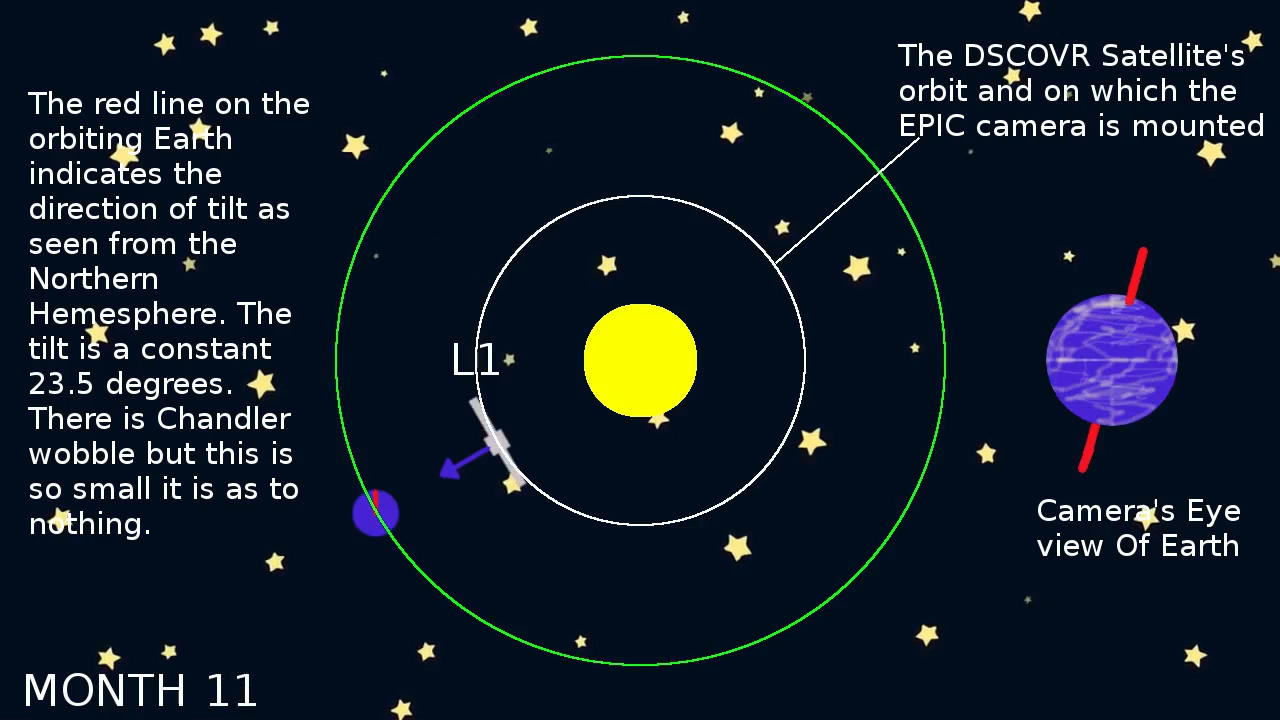 The red line on the
orbiting Earth
indicates the
direction of tilt as
seen from the
Northern
Hemesphere. The
tilt is a constant
23.5 degrees.
There is Chandler
wobble but this is
so small it is as to
nothing.
The DSCOVR Satellite's
orbit and on which the
EPIC camera is mounted
L1
Camera's Eye
view Of Earth
MONTH 11